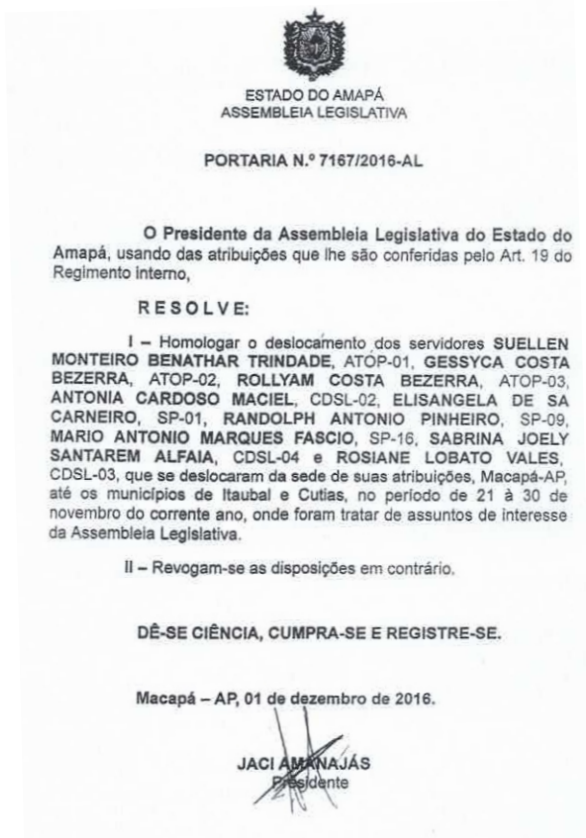 ESTADO DO AMAPÁ
ASSEMBLEIA LEGISLATIVA
PORTARIA N.º 7167/2016-AL
O Presidente da Assembleia Legislativa do Estado do
Amapá, usando das atribuições que lhe são conferidas pelo Art. 19 do
Regimento interno,
R E S O L V E:
I – Homologar o deslocamento dos servidores SUELLEN
MONTEIRO BENATHAR TRINDADE, ATOP-01, GESSYCA COSTA
BEZERRA, ATOP-02, ROLLYAM COSTA BEZERRA, ATOP-03,
ANTONIA CARDOSO MACIEL, CDSL-02, ELISANGELA DE SA
CARNEIRO, SP-01, RANDOLPH ANTONIO PINHEIRO, SP-09,
MARIO ANTONIO MARQUES FASCIO, SP-16, SABRINA JOELY
SANTAREM ALFAIA, CDSL-04 e ROSIANE LOBATO VALES,
CDSL-03, que se deslocaram da sede de suas atribuições, Macapá-AP,
até os municípios de Itaubal e Cutias, no período de 21 à 30 de
novembro do corrente ano, onde foram tratar de assuntos de interesse
da Assembleia Legislativa.
II – Revogam-se as disposições em contrário.
DÊ-SE CIÊNCIA, CUMPRA-SE E REGISTRE-SE.
Macapá – AP, 01 de dezembro de 2016.
JACI AMANAJÁS
Presidente